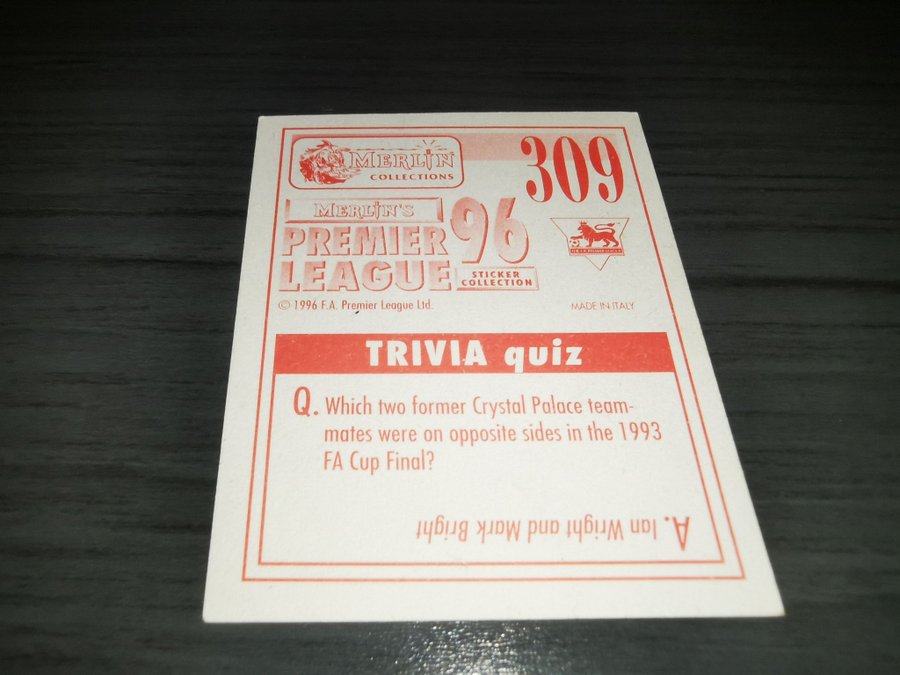 MERLIN
COLLECTIONS
309
MERLIN'S
PREMIER
LEAGUE
96
STICKER
COLLECTION
© 1996 F.A. Premier League Ltd.
MADE IN ITALY
TRIVIA quiz
Q. Which two former Crystal Palace team-
mates were on opposite sides in the 1993
FA Cup Final?
A. Ian Wright and Mark Bright